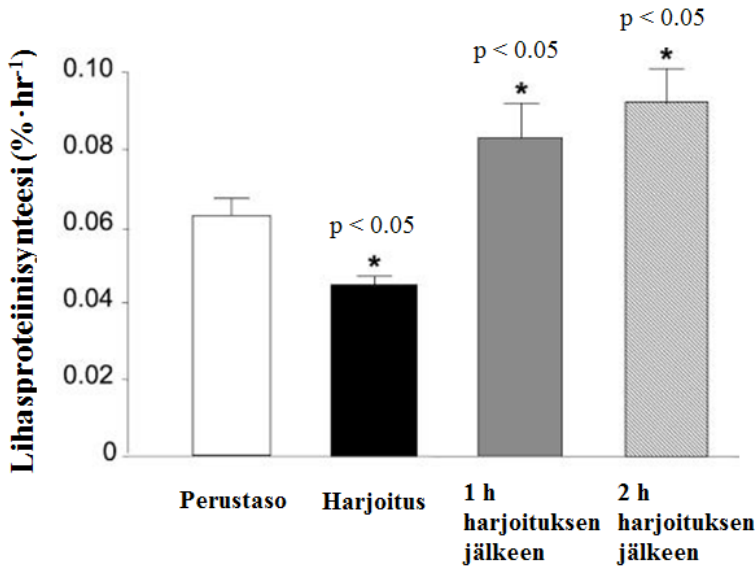 Lihasproteiinisynteesi (%·hr⁻¹)
0.10
0.08
0.06
0.04
0.02
0
p < 0.05
*
p < 0.05
*
p < 0.05
*
Perustaso
Harjoitus
1 h
harjoituksen
jälkeen
2 h
harjoituksen
jälkeen